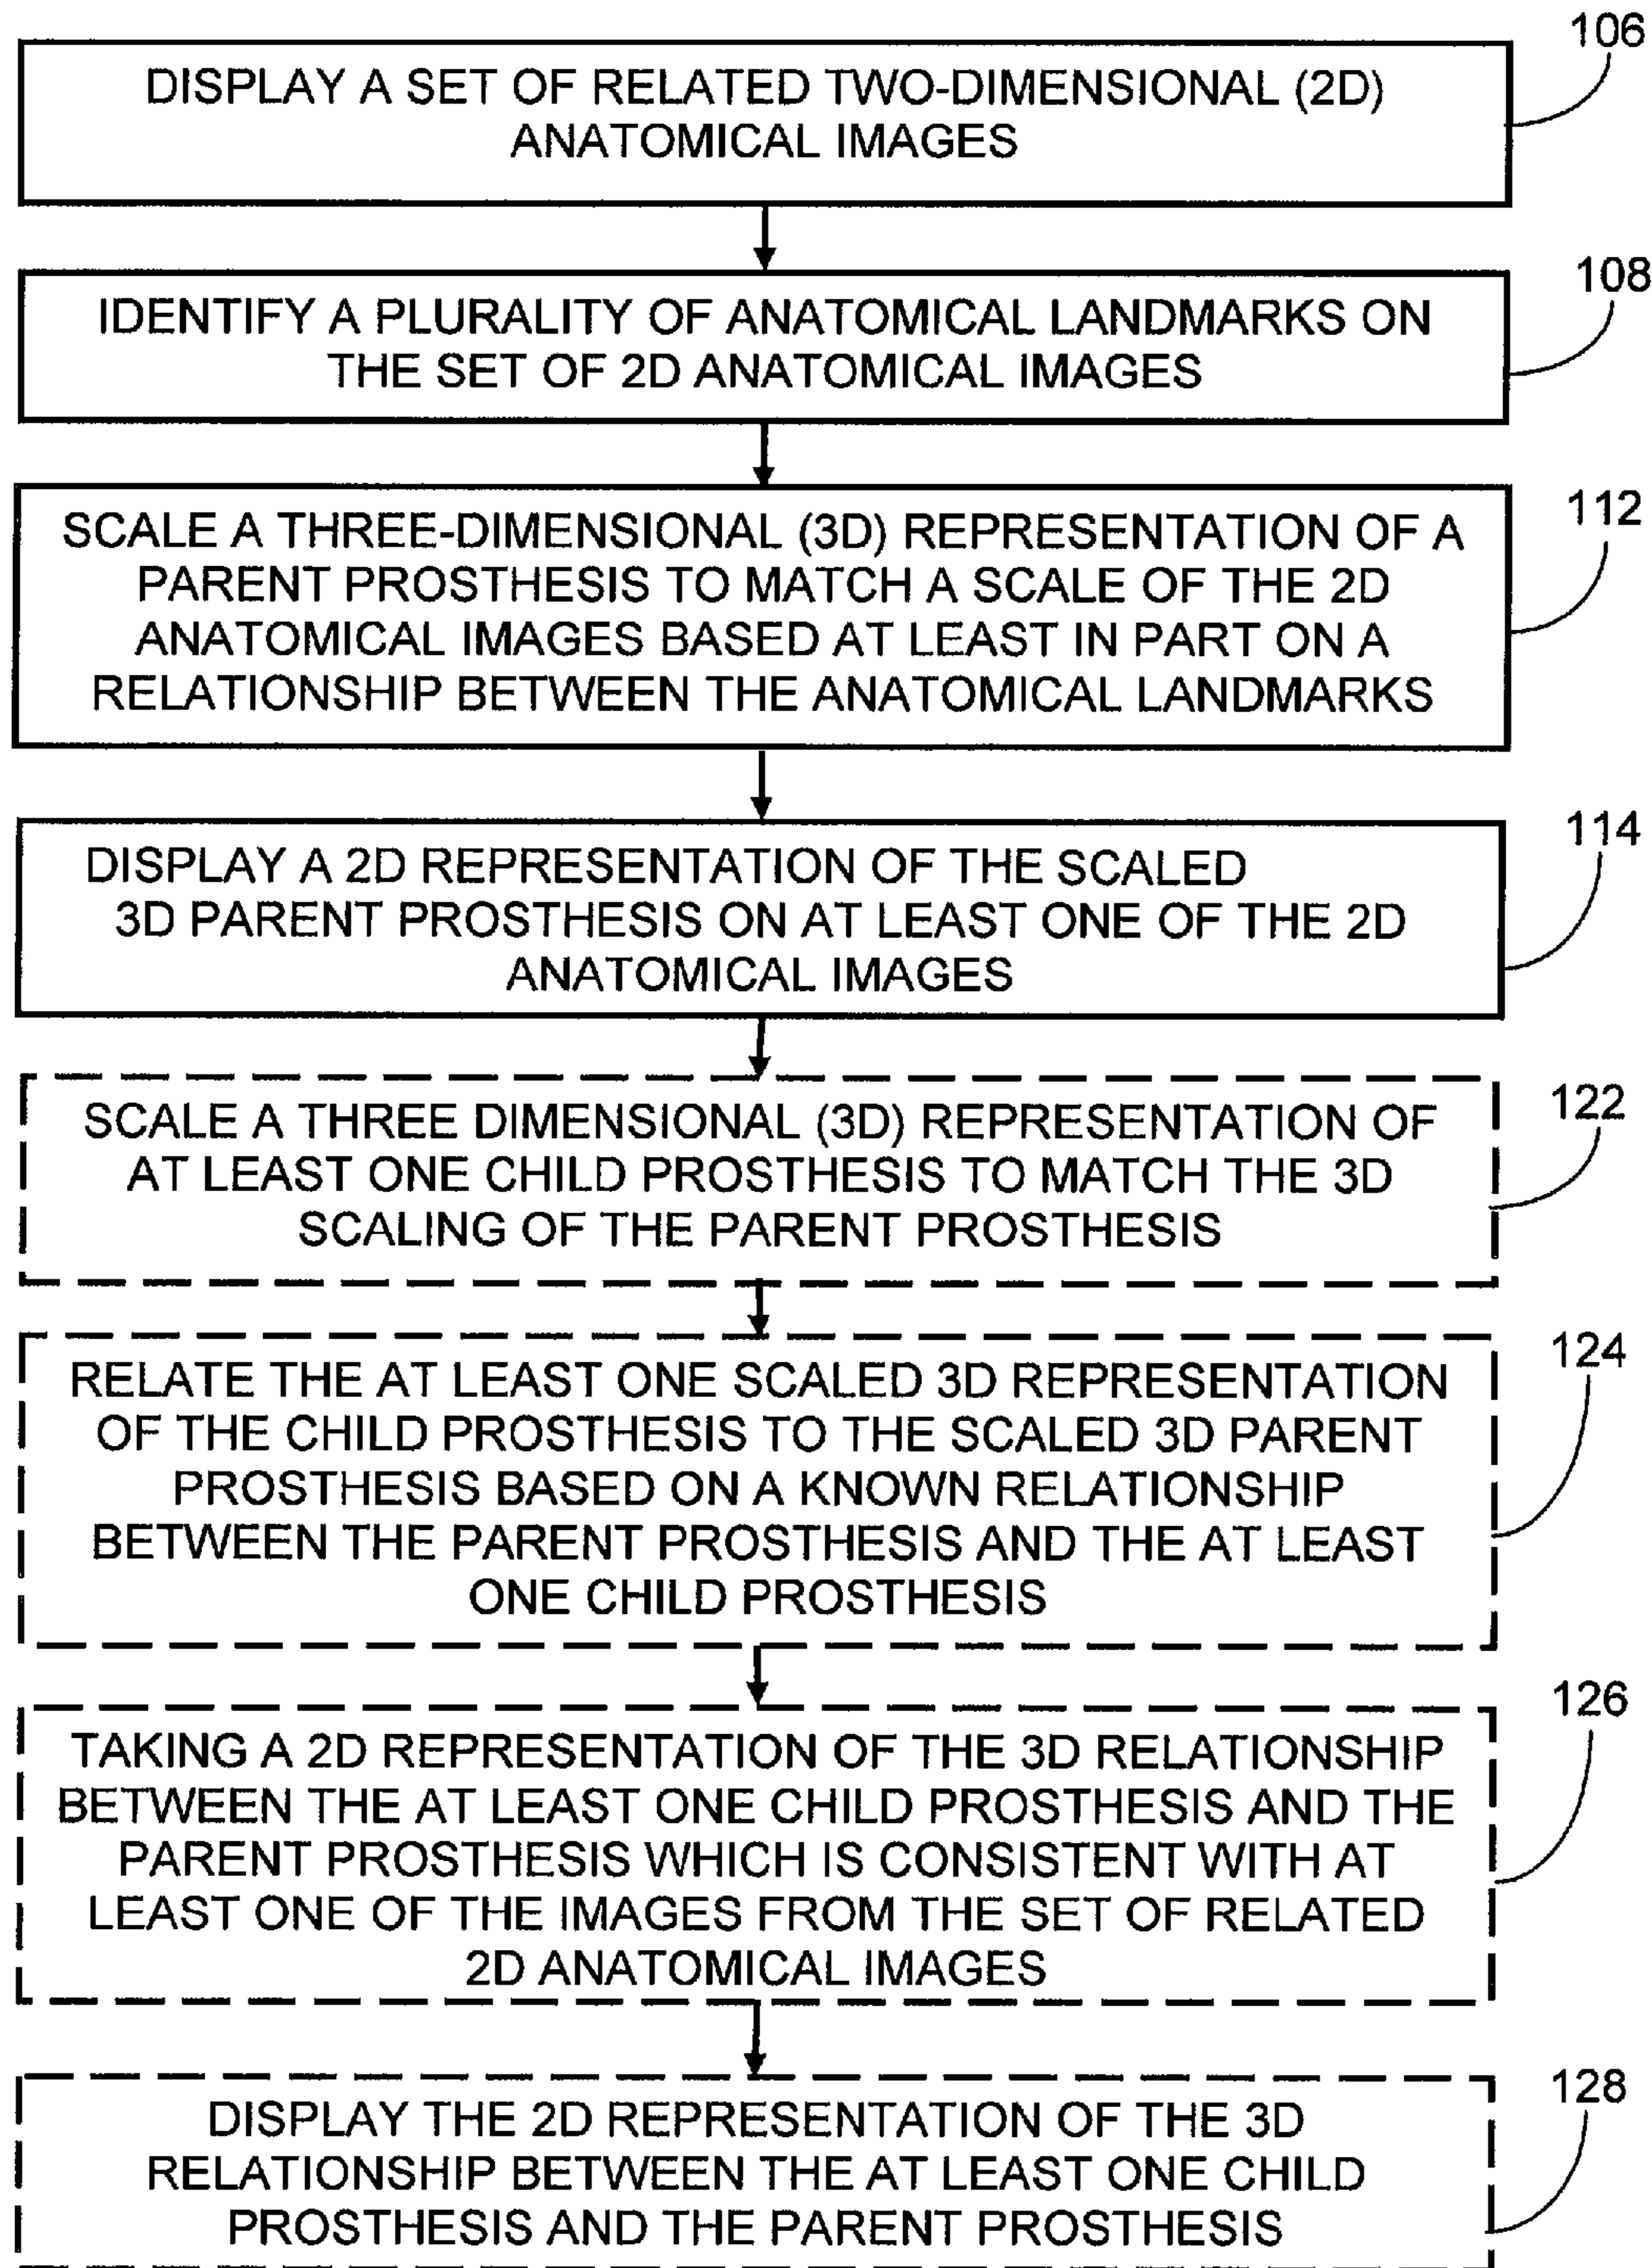 106
DISPLAY A SET OF RELATED TWO-DIMENSIONAL (2D)
ANATOMICAL IMAGES
108
IDENTIFY A PLURALITY OF ANATOMICAL LANDMARKS ON
THE SET OF 2D ANATOMICAL IMAGES
112
SCALE A THREE-DIMENSIONAL (3D) REPRESENTATION OF A
PARENT PROSTHESIS TO MATCH A SCALE OF THE 2D
ANATOMICAL IMAGES BASED AT LEAST IN PART ON A
RELATIONSHIP BETWEEN THE ANATOMICAL LANDMARKS
114
DISPLAY A 2D REPRESENTATION OF THE SCALED
3D PARENT PROSTHESIS ON AT LEAST ONE OF THE 2D
ANATOMICAL IMAGES
122
SCALE A THREE DIMENSIONAL (3D) REPRESENTATION OF
AT LEAST ONE CHILD PROSTHESIS TO MATCH THE 3D
SCALING OF THE PARENT PROSTHESIS
124
RELATE THE AT LEAST ONE SCALED 3D REPRESENTATION
OF THE CHILD PROSTHESIS TO THE SCALED 3D PARENT
PROSTHESIS BASED ON A KNOWN RELATIONSHIP
BETWEEN THE PARENT PROSTHESIS AND THE AT LEAST
ONE CHILD PROSTHESIS
126
TAKING A 2D REPRESENTATION OF THE 3D RELATIONSHIP
BETWEEN THE AT LEAST ONE CHILD PROSTHESIS AND THE
PARENT PROSTHESIS WHICH IS CONSISTENT WITH AT
LEAST ONE OF THE IMAGES FROM THE SET OF RELATED
2D ANATOMICAL IMAGES
128
DISPLAY THE 2D REPRESENTATION OF THE 3D
RELATIONSHIP BETWEEN THE AT LEAST ONE CHILD
PROSTHESIS AND THE PARENT PROSTHESIS